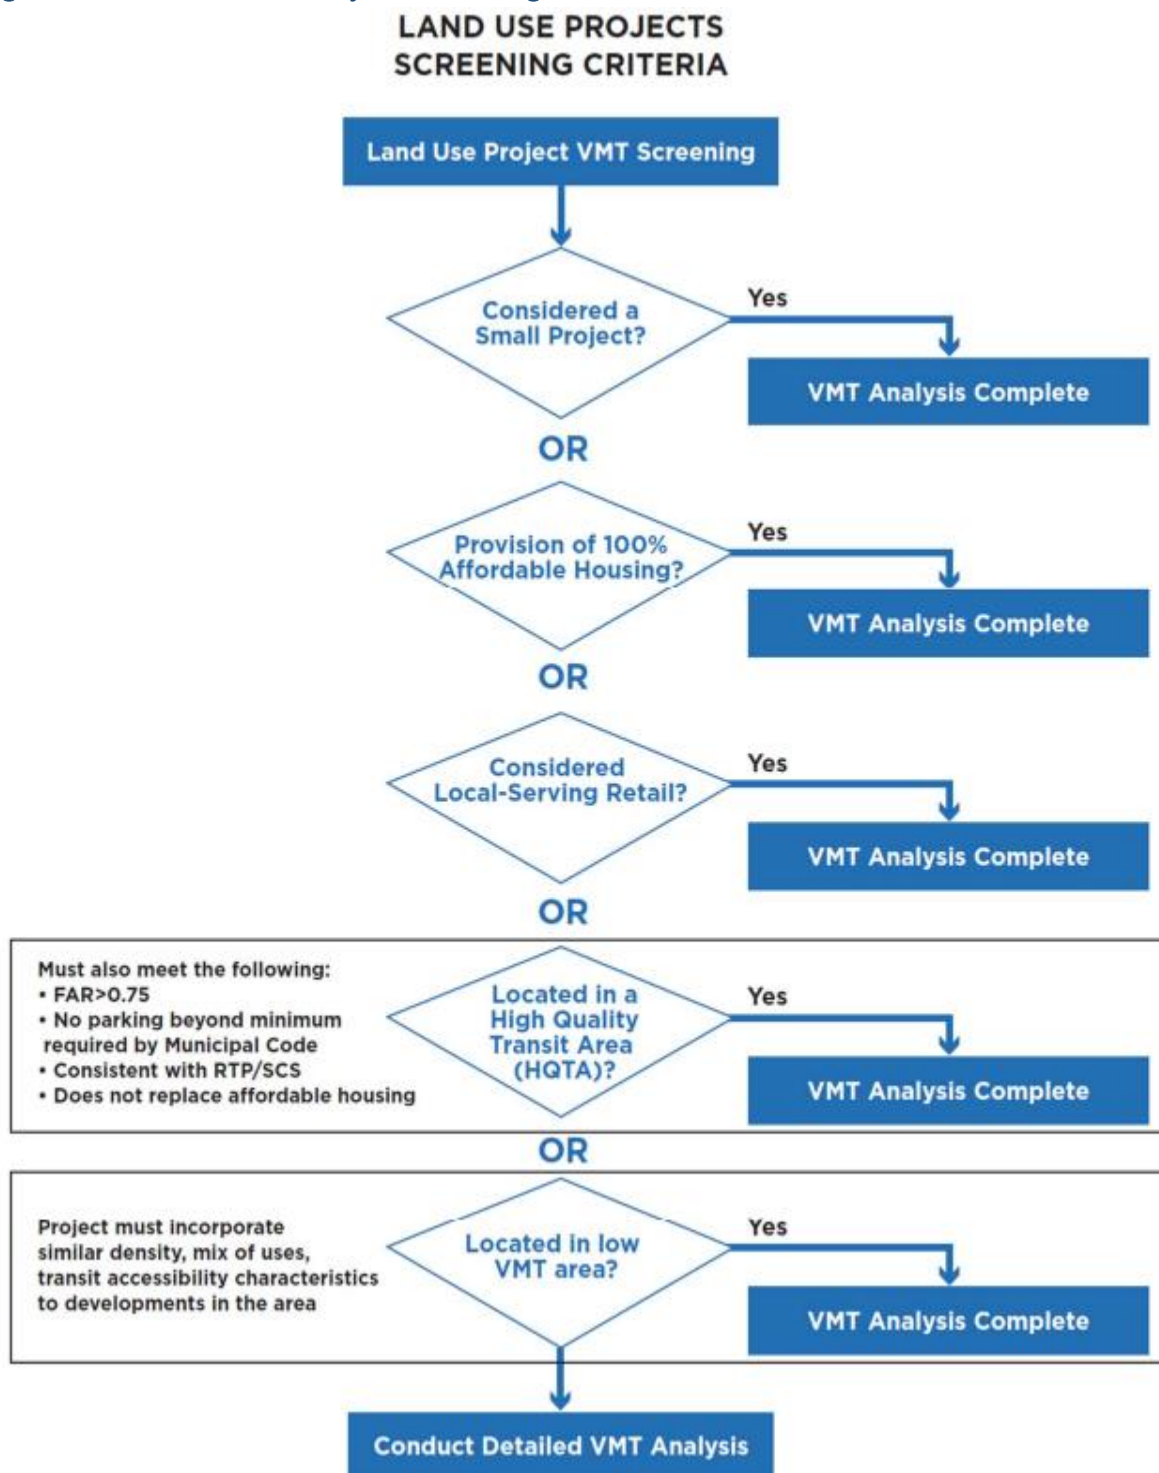 LAND USE PROJECTS
SCREENING CRITERIA
Land Use Project VMT Screening
Considered a
Small Project?
Yes
VMT Analysis Complete
OR
Provision of 100%
Affordable Housing?
Yes
VMT Analysis Complete
OR
Considered
Local-Serving Retail?
Yes
VMT Analysis Complete
OR
Must also meet the following:
• FAR>0.75
• No parking beyond minimum
required by Municipal Code
• Consistent with RTP/SCS
• Does not replace affordable housing
Located in a
High Quality
Transit Area
(HQTA)?
Yes
VMT Analysis Complete
OR
Project must incorporate
similar density, mix of uses,
transit accessibility characteristics
to developments in the area
Located in low
VMT area?
Yes
VMT Analysis Complete
Conduct Detailed VMT Analysis